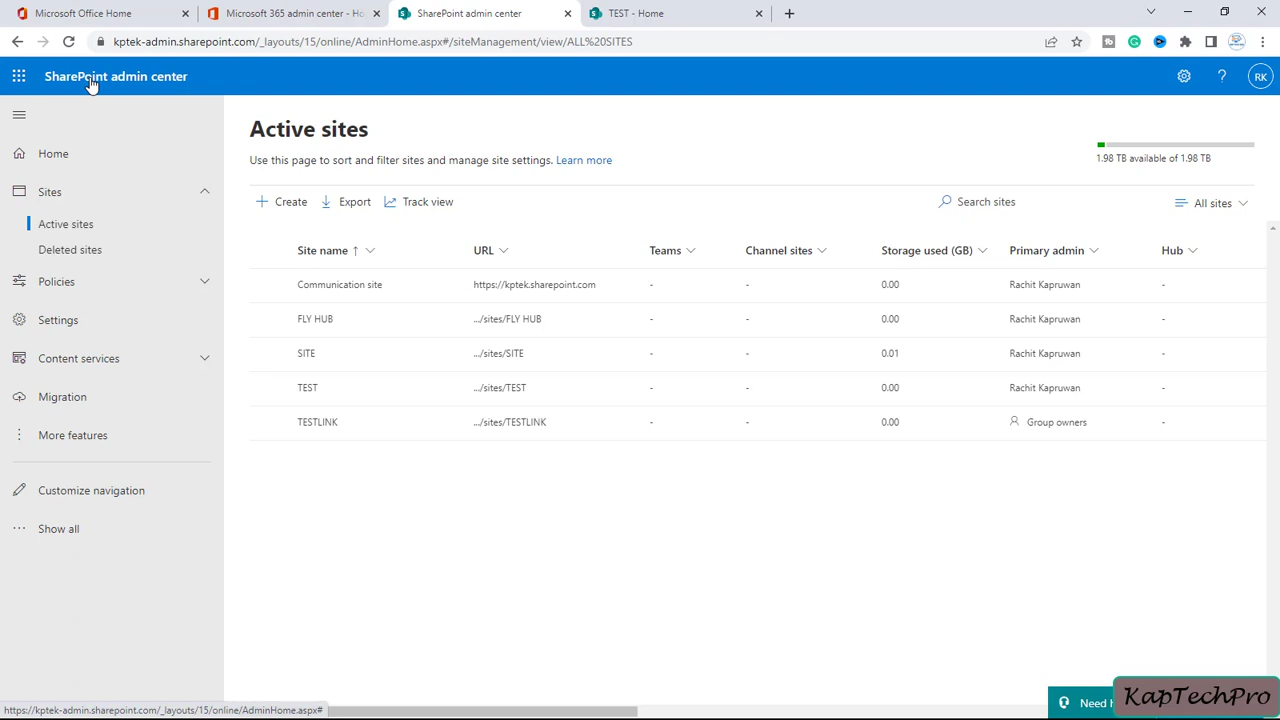 Microsoft Office Home
Microsoft 365 admin center - Ho
SharePoint admin center
TEST - Home
kptek-admin.sharepoint.com/_layouts/15/online/AdminHome.aspx#/siteManagement/view/ALL%20SITES
SharePoint admin center
RK
Home
Sites
Active sites
Deleted sites
Policies
Settings
Content services
Migration
More features
Customize navigation
Show all
Active sites
Use this page to sort and filter sites and manage site settings. Learn more
1.98 TB available of 1.98 TB
Create Export Track view Search sites All sites
Site name ↑ URL Teams Channel sites Storage used (GB) Primary admin Hub
Communication site https://kptek.sharepoint.com - - 0.00 Rachit Kapruwan -
FLY HUB .../sites/FLY HUB - - 0.00 Rachit Kapruwan -
SITE .../sites/SITE - - 0.01 Rachit Kapruwan -
TEST .../sites/TEST - - 0.00 Rachit Kapruwan -
TESTLINK .../sites/TESTLINK - - 0.00 Group owners -
https://kptek-admin.sharepoint.com/_layouts/15/online/AdminHome.aspx#
Need
KapTechPro